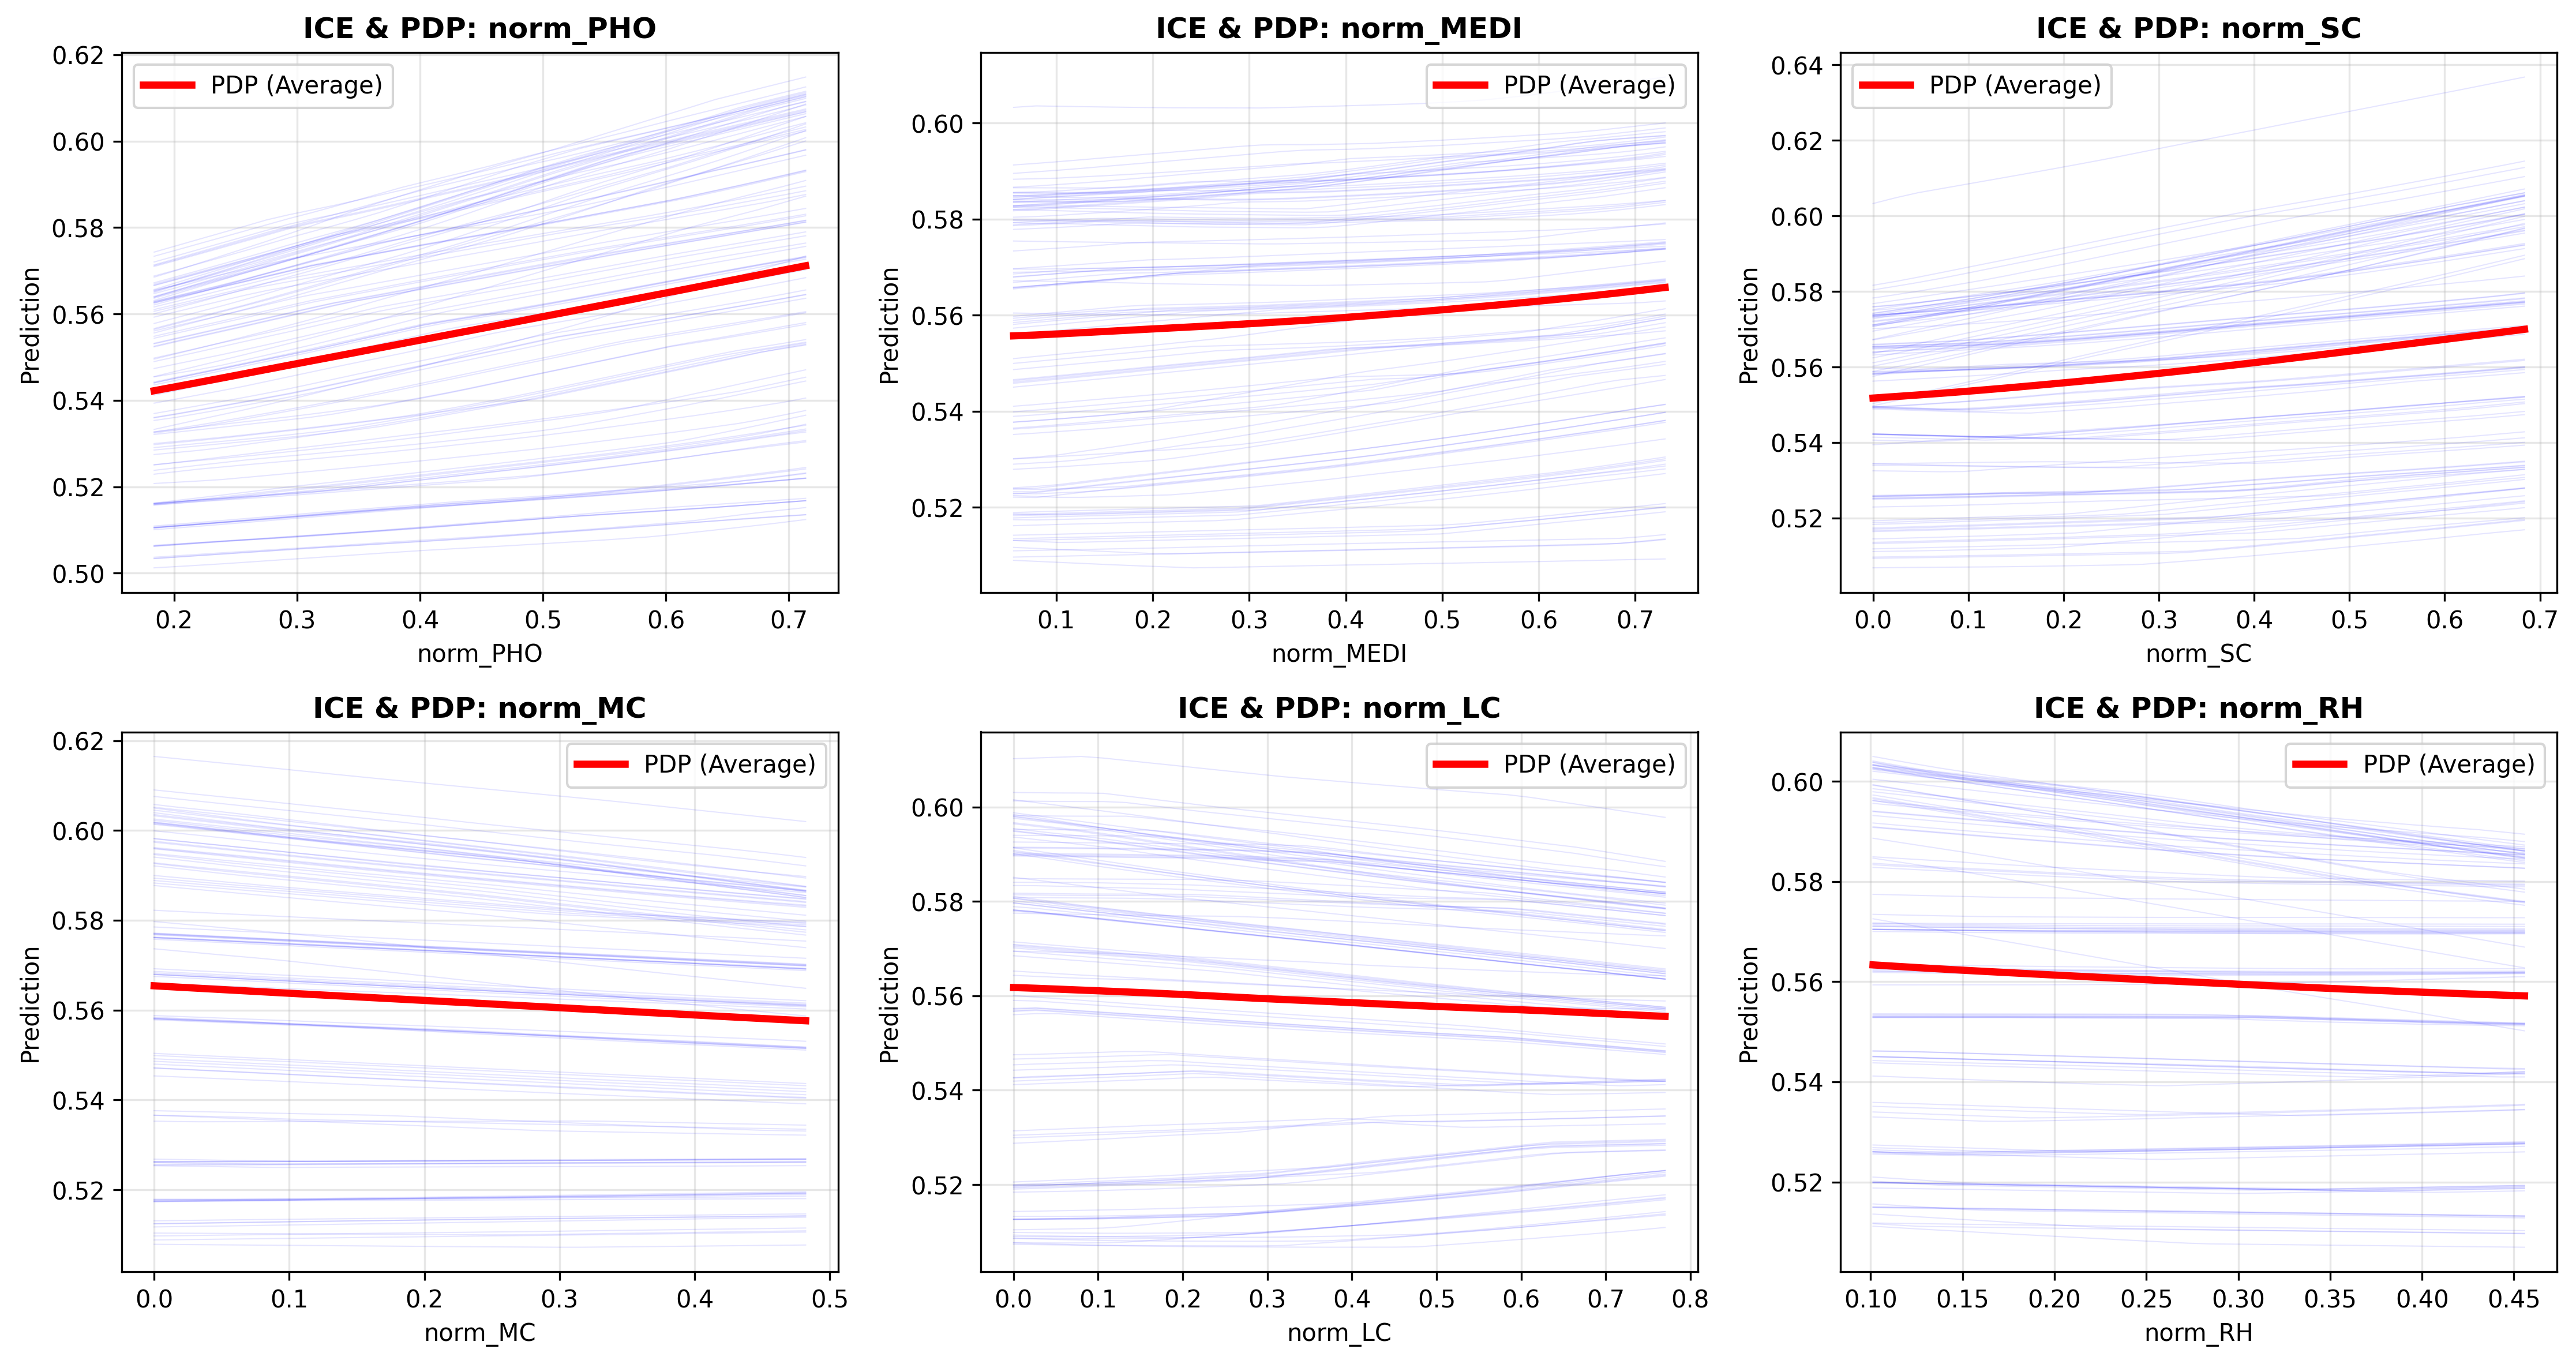 ICE & PDP: norm_PHO
PDP (Average)
Prediction
0.62
0.60
0.58
0.56
0.54
0.52
0.50
0.2 0.3 0.4 0.5 0.6 0.7
norm_PHO
ICE & PDP: norm_MEDI
PDP (Average)
Prediction
0.60
0.58
0.56
0.54
0.52
0.1 0.2 0.3 0.4 0.5 0.6 0.7
norm_MEDI
ICE & PDP: norm_SC
PDP (Average)
Prediction
0.64
0.62
0.60
0.58
0.56
0.54
0.52
0.0 0.1 0.2 0.3 0.4 0.5 0.6 0.7
norm_SC
ICE & PDP: norm_MC
PDP (Average)
Prediction
0.62
0.60
0.58
0.56
0.54
0.52
0.0 0.1 0.2 0.3 0.4 0.5
norm_MC
ICE & PDP: norm_LC
PDP (Average)
Prediction
0.60
0.58
0.56
0.54
0.52
0.0 0.1 0.2 0.3 0.4 0.5 0.6 0.7 0.8
norm_LC
ICE & PDP: norm_RH
PDP (Average)
Prediction
0.60
0.58
0.56
0.54
0.52
0.10 0.15 0.20 0.25 0.30 0.35 0.40 0.45
norm_RH